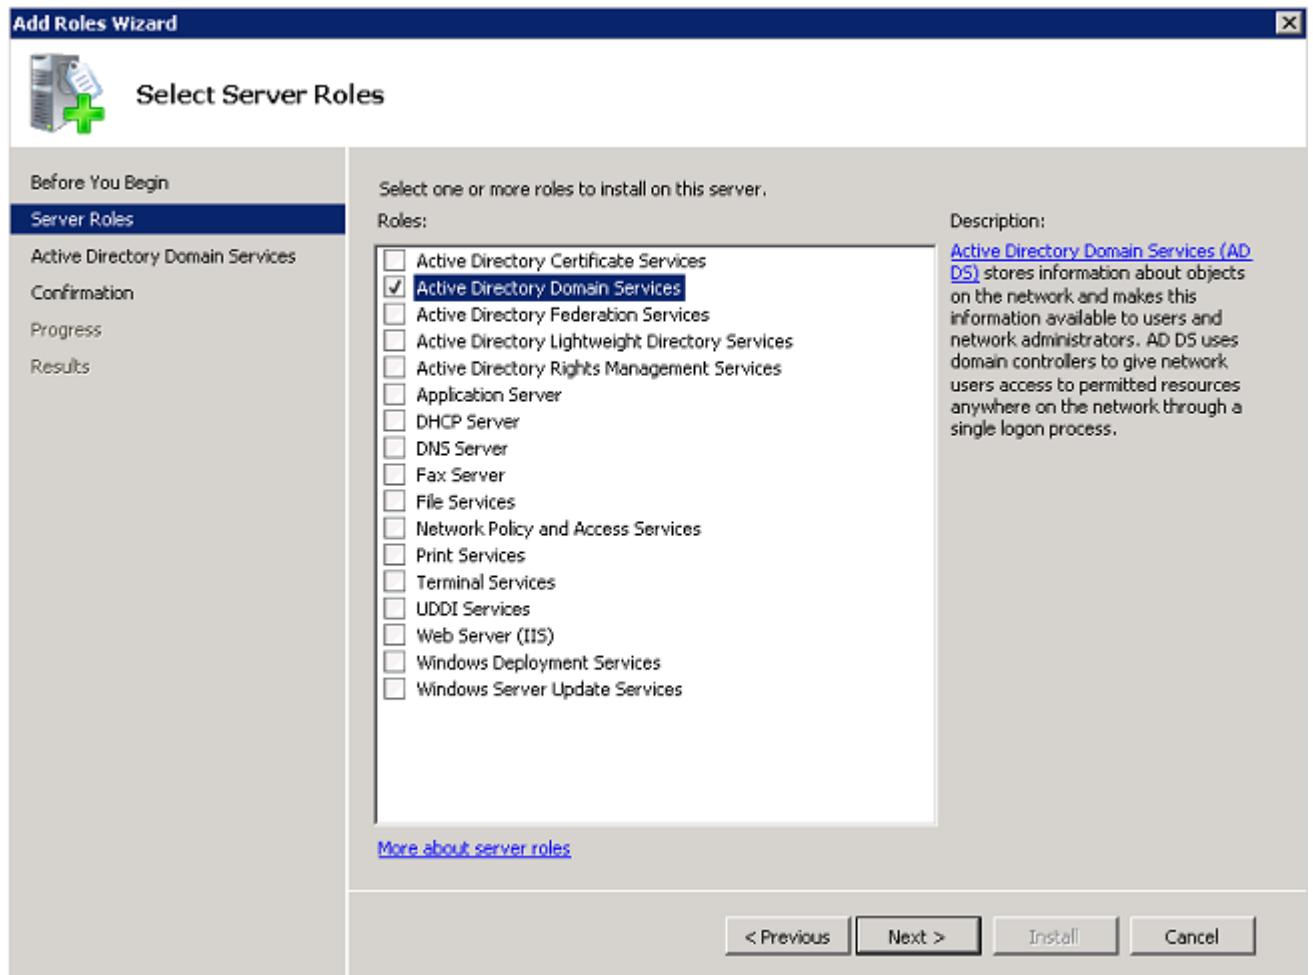 Add Roles Wizard
Select Server Roles
Before You Begin
Server Roles
Active Directory Domain Services
Confirmation
Progress
Results
Select one or more roles to install on this server.
Roles:
Active Directory Certificate Services
Active Directory Domain Services
Active Directory Federation Services
Active Directory Lightweight Directory Services
Active Directory Rights Management Services
Application Server
DHCP Server
DNS Server
Fax Server
File Services
Network Policy and Access Services
Print Services
Terminal Services
UDDI Services
Web Server (IIS)
Windows Deployment Services
Windows Server Update Services
More about server roles
Description:
Active Directory Domain Services (AD
DS) stores information about objects
on the network and makes this
information available to users and
network administrators. AD DS uses
domain controllers to give network
users access to permitted resources
anywhere on the network through a
single logon process.
< Previous
Next >
Install
Cancel